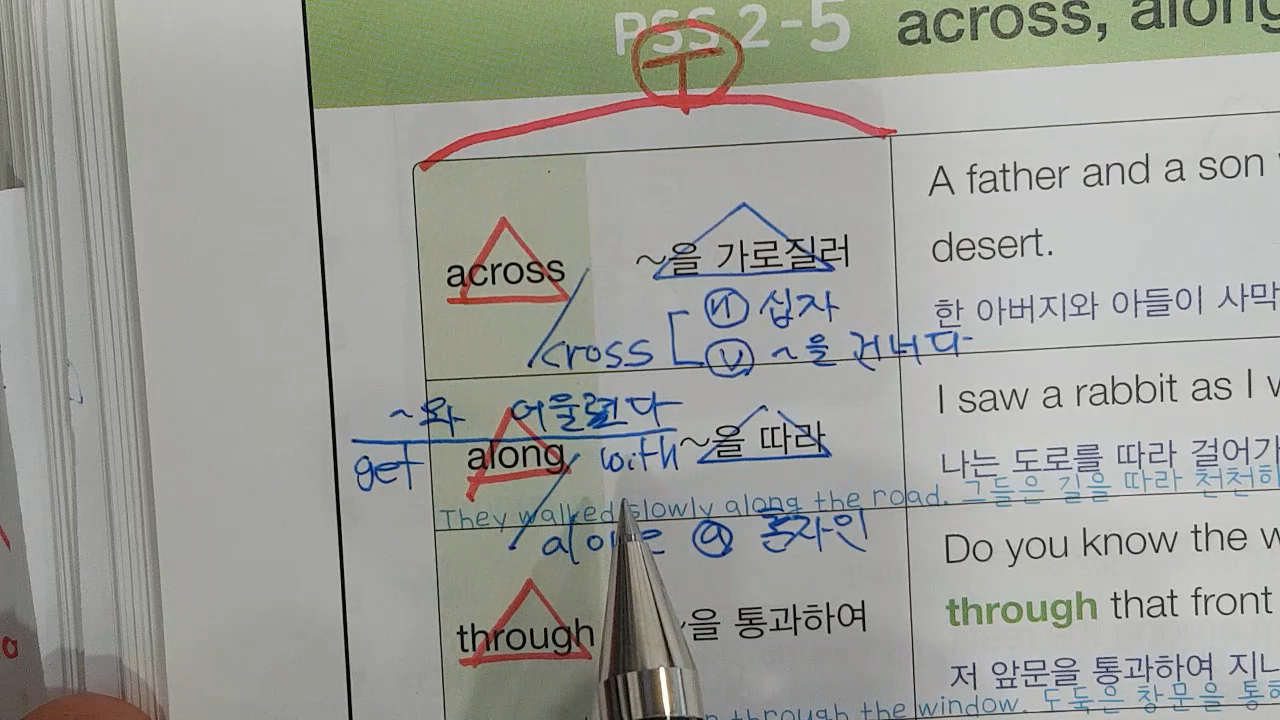 PSS 2-5 across, along
T
across ~을 가로질러
cross n 십자
v ~을 건너다
A father and a son
desert.
한 아버지와 아들이 사막
~와 어울린다
get along with ~을 따라
They walked slowly along the road. 그들은 길을 따라 천천히
ⓐ 혼자인
I saw a rabbit as I
나는 도로를 따라 걸어가
through 을 통과하여
Do you know the
through that front
저 앞문을 통과하여 지나
through the window. 도둑은 창문을 통해